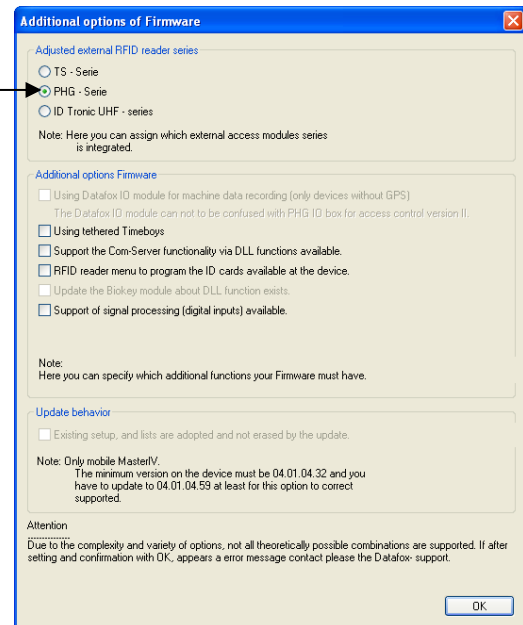 Additional options of Firmware
Adjusted external RFID reader series
TS - Serie
PHG - Serie
ID Tronic UHF - series
Note: Here you can assign which external access modules series
is integrated.
Additional options Firmware
Using Datafox IO module for machine data recording (only devices without GPS)
The Datafox IO module can not to be confused with PHG IO box for access control version II.
Using tethered Timeboys
Support the Com-Server functionality via DLL functions available.
RFID reader menu to program the ID cards available at the device.
Update the Biokey module about DLL function exists.
Support of signal processing (digital inputs) available.
Note:
Here you can specify which additional functions your Firmware must have.
Update behavior
Existing setup, and lists are adopted and not erased by the update.
Note: Only mobile MasterIV.
The minimum version on the device must be 04.01.04.32 and you
have to update to 04.01.04.59 at least for this option to correct
supported.
Attention
---------------
Due to the complexity and variety of options, not all theoretically possible combinations are supported. If after
setting and confirmation with OK, appears a error message contact please the Datafox- support.
OK